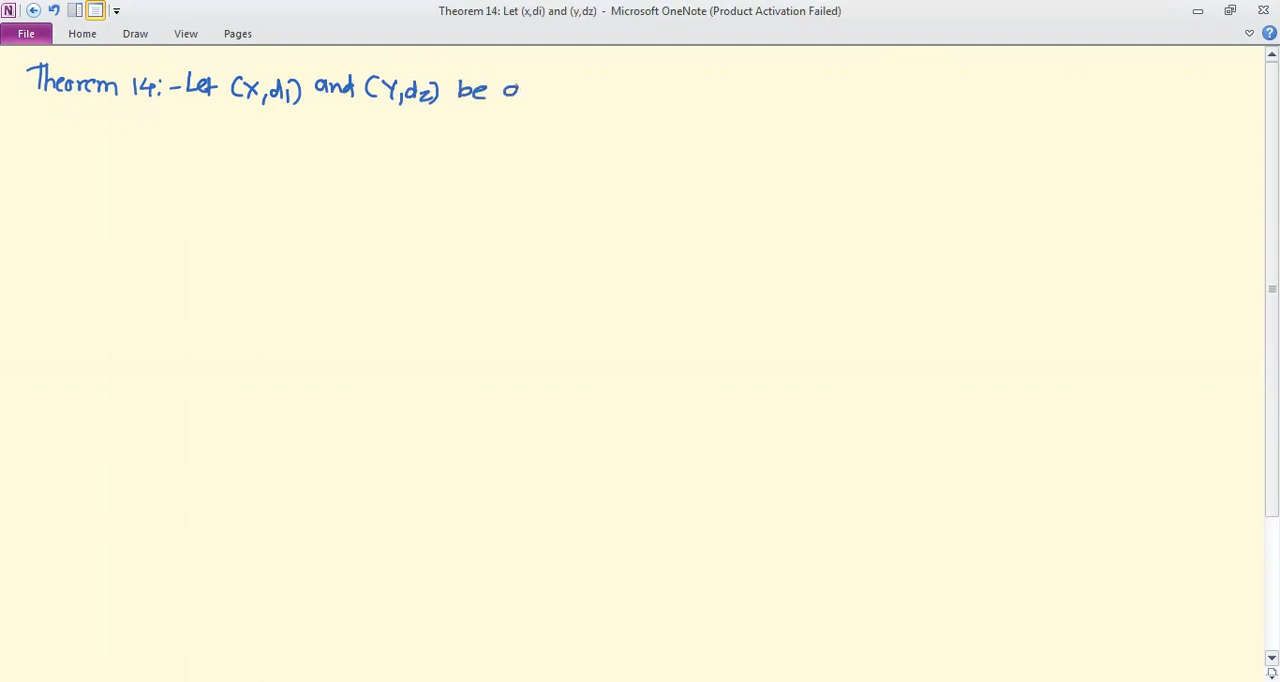 Theorem 14: Let (x,di) and (y,dz) - Microsoft OneNote (Product Activation Failed)
File Home Draw View Pages
Theorem 14:- Let (X,d1) and (Y,d2) be